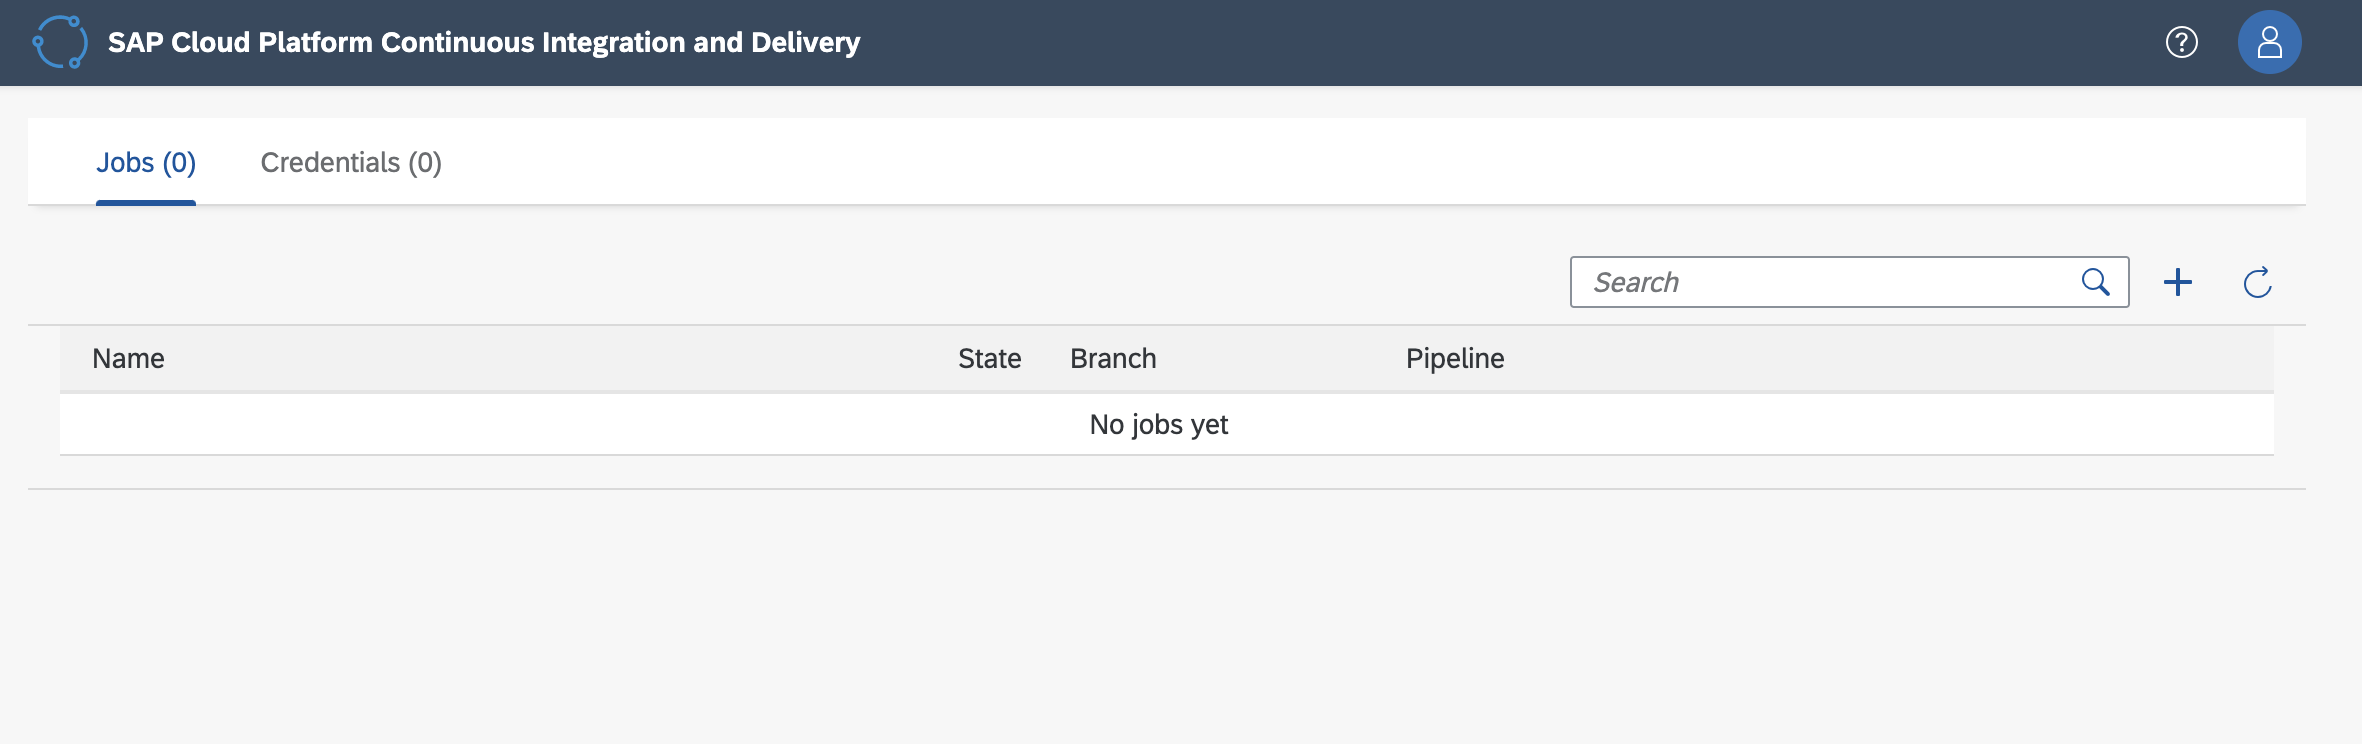 SAP Cloud Platform Continuous Integration and Delivery
Jobs (0) Credentials (0)
Search
Name State Branch Pipeline
No jobs yet